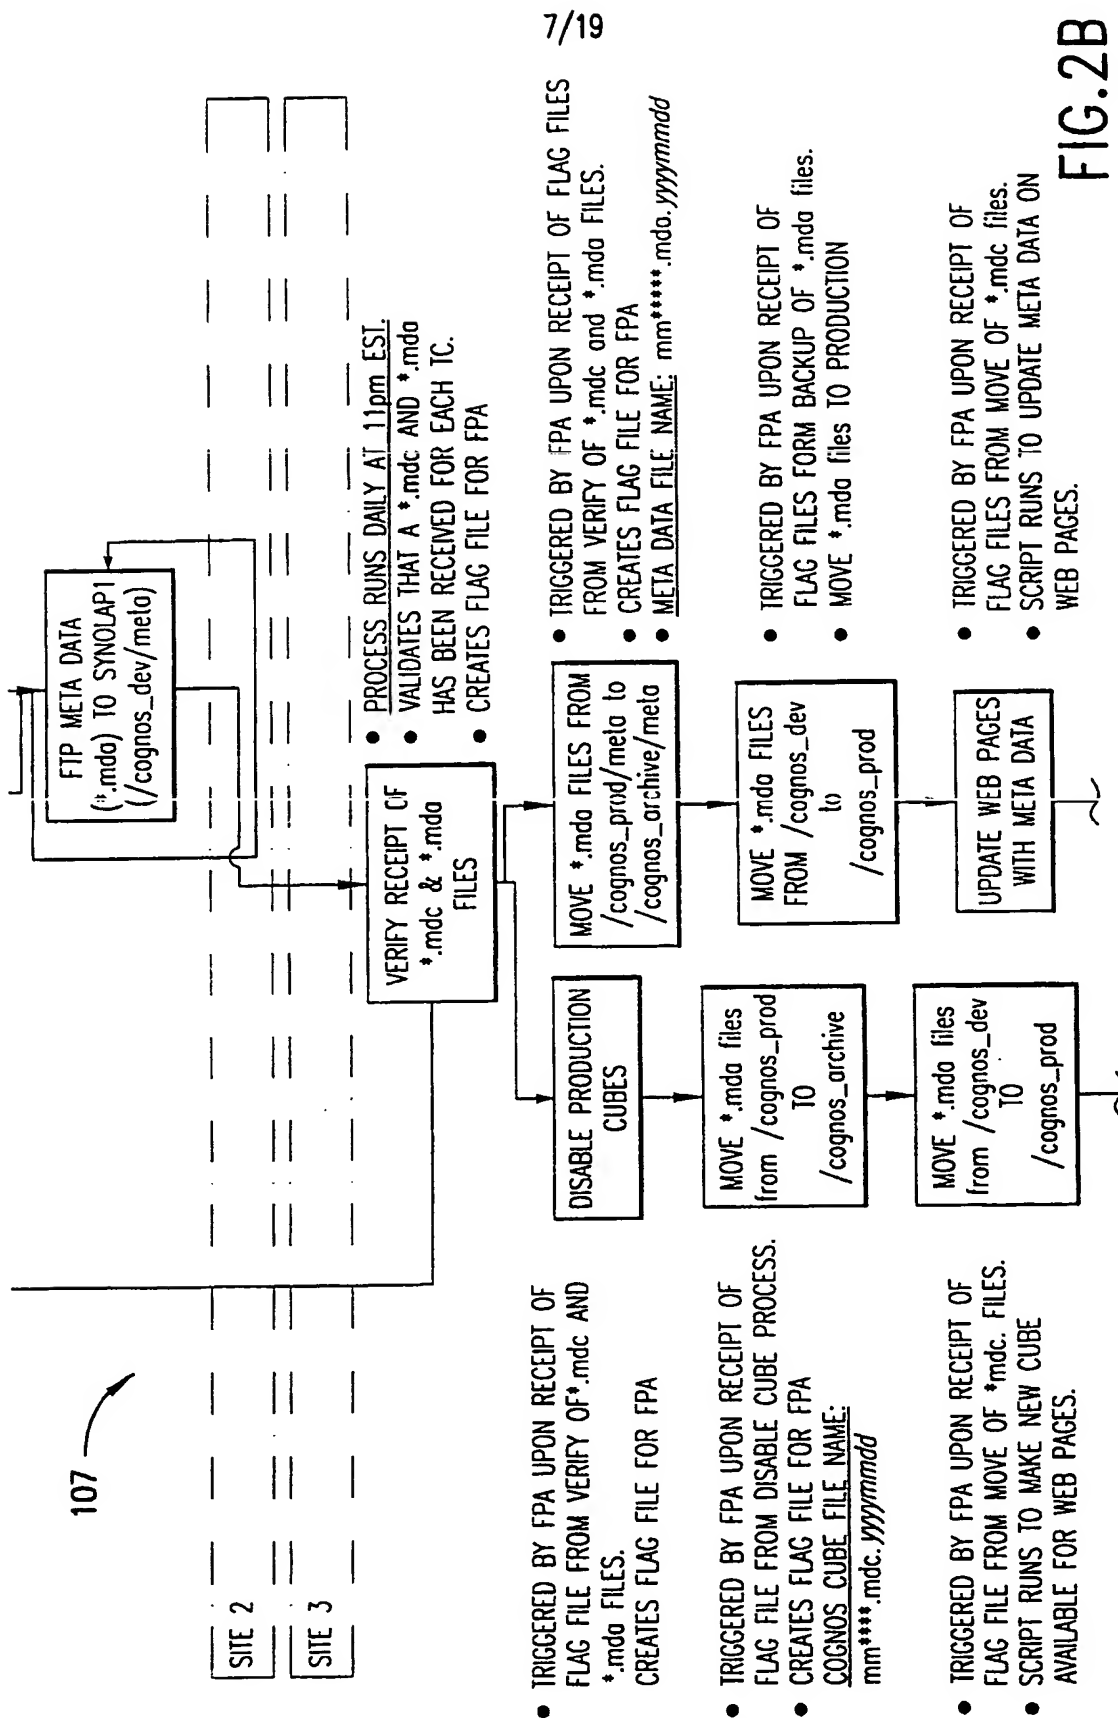 7/19
107
SITE 2
SITE 3
FTP META DATA
(*.mda) TO SYNOLAP1
(/cognos_dev/meta)
VERIFY RECEIPT OF
*.mdc & *.mda
FILES
• PROCESS RUNS DAILY AT 11pm EST.
• VALIDATES THAT A *.mdc AND *.mda
HAS BEEN RECEIVED FOR EACH TC.
• CREATES FLAG FILE FOR FPA
• TRIGGERED BY FPA UPON RECEIPT OF
FLAG FILE FROM VERIFY OF*.mdc AND
*.mda FILES.
CREATES FLAG FILE FOR FPA
DISABLE PRODUCTION
CUBES
MOVE *.mda FILES FROM
/cognos_prod/meta to
/cognos_archive/meta
• TRIGGERED BY FPA UPON RECEIPT OF FLAG FILES
FROM VERIFY OF *.mdc and *.mda FILES.
• CREATES FLAG FILE FOR FPA
• META DATA FILE NAME: mm*****.mda.yyyymmdd
• TRIGGERED BY FPA UPON RECEIPT OF
FLAG FILE FROM DISABLE CUBE PROCESS.
• CREATES FLAG FILE FOR FPA
COGNOS CUBE FILE NAME:
mm****.mdc.yyyymmdd
MOVE *.mda files
from /cognos_prod
TO
/cognos_archive
MOVE *.mda FILES
FROM /cognos_dev
to
/cognos_prod
• TRIGGERED BY FPA UPON RECEIPT OF
FLAG FILES FORM BACKUP OF *.mda files.
• MOVE *.mda files TO PRODUCTION
• TRIGGERED BY FPA UPON RECEIPT OF
FLAG FILE FROM MOVE OF *mdc. FILES.
• SCRIPT RUNS TO MAKE NEW CUBE
AVAILABLE FOR WEB PAGES.
MOVE *.mda files
from /cognos_dev
TO
/cognos_prod
UPDATE WEB PAGES
WITH META DATA
• TRIGGERED BY FPA UPON RECEIPT OF
FLAG FILES FROM MOVE OF *.mdc files.
• SCRIPT RUNS TO UPDATE META DATA ON
WEB PAGES.
FIG.2B